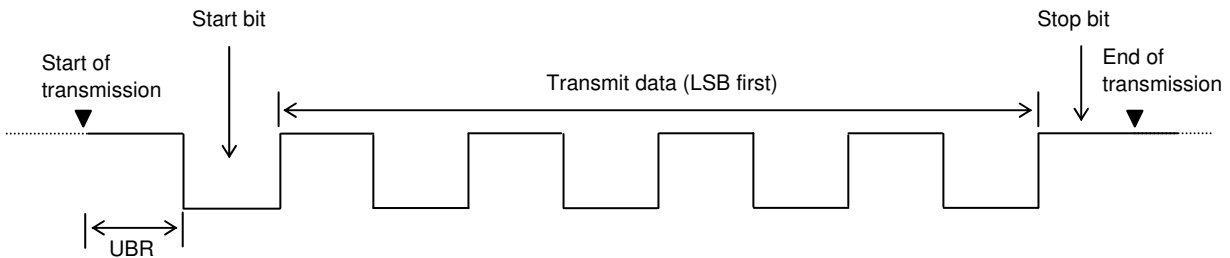 Start bit
Stop bit
Start of
transmission
End of
transmission
Transmit data (LSB first)
UBR